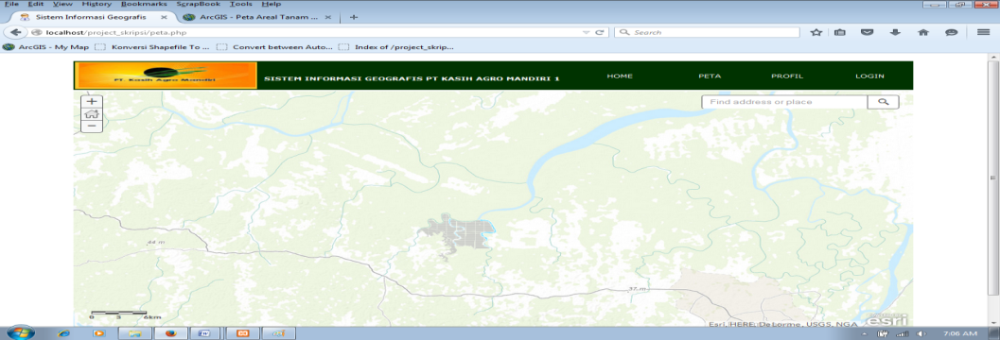 File Edit View History Bookmarks ScrapBook Tools Help
Sistem Informasi Geografis × ArcGIS - Peta Areal Tanam ... × +
localhost/project_skripsi/peta.php Search
ArcGIS - My Map Konversi Shapefile To ... Convert between Auto... Index of /project_skrip...
PT. Kasih Agro Mandiri SISTEM INFORMASI GEOGRAFIS PT KASIH AGRO MANDIRI 1 HOME PETA PROFIL LOGIN
+
Find address or place
−
44 m
37 m
0 3 6km
Esri, HERE, DeLorme, USGS, NGA
esri
7:06 AM